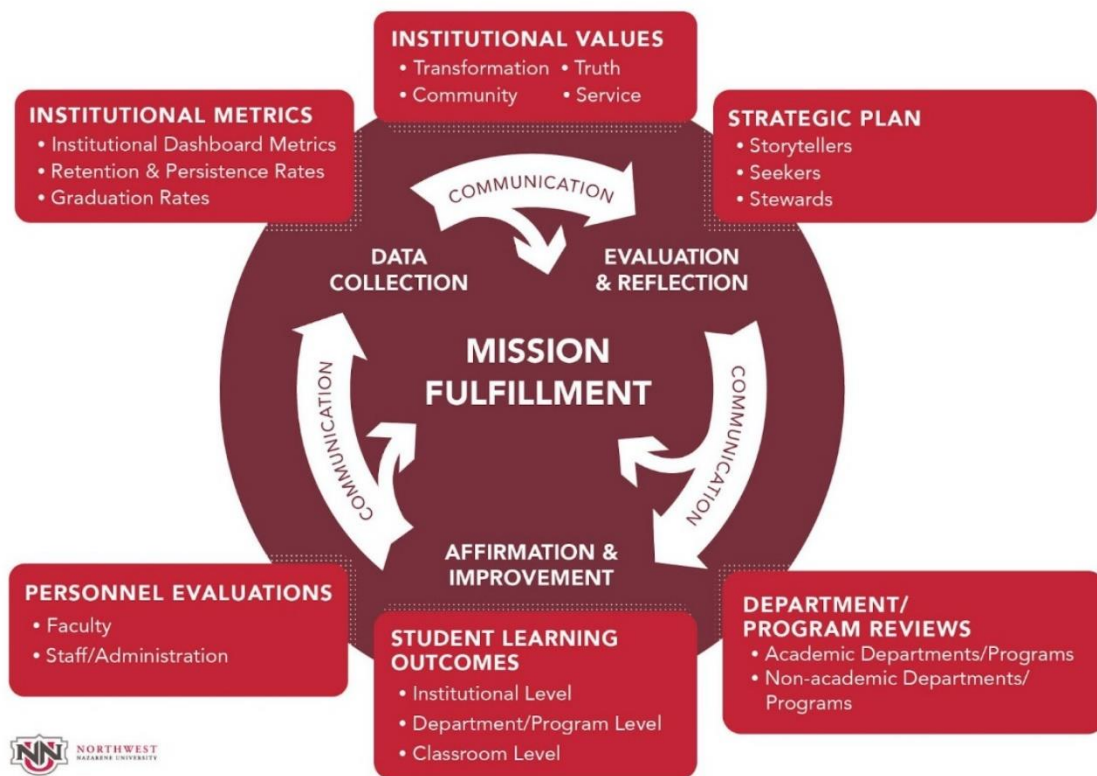 INSTITUTIONAL VALUES
• Transformation • Truth
• Community • Service
INSTITUTIONAL METRICS
• Institutional Dashboard Metrics
• Retention & Persistence Rates
• Graduation Rates
STRATEGIC PLAN
• Storytellers
• Seekers
• Stewards
COMMUNICATION
DATA
COLLECTION
EVALUATION
& REFLECTION
MISSION
FULFILLMENT
COMMUNICATION
COMMUNICATION
AFFIRMATION &
IMPROVEMENT
PERSONNEL EVALUATIONS
• Faculty
• Staff/Administration
STUDENT LEARNING
OUTCOMES
• Institutional Level
• Department/Program Level
• Classroom Level
DEPARTMENT/
PROGRAM REVIEWS
• Academic Departments/Programs
• Non-academic Departments/
Programs
NNU
NORTHWEST
NAZARENE UNIVERSITY